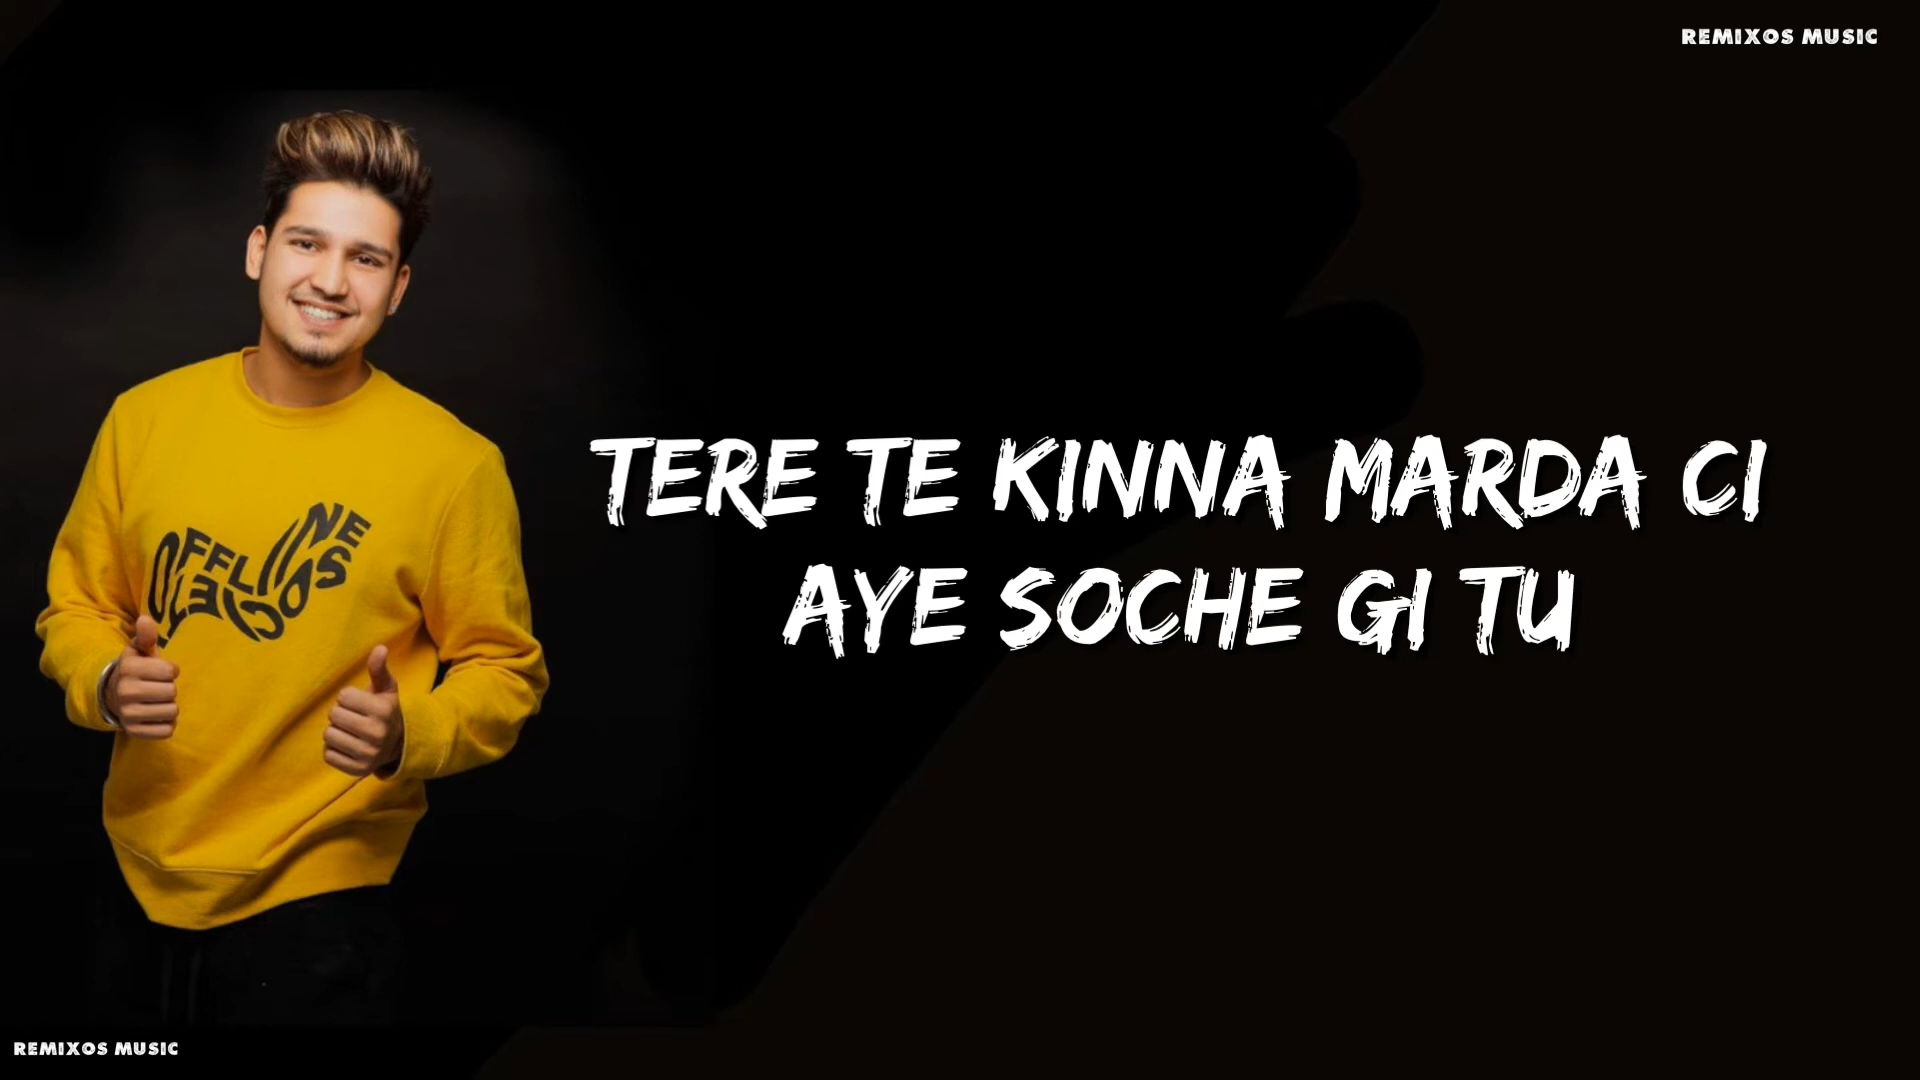 REMIXOS MUSIC
TERE TE KINNA MARDA CI
AYE SOCHE GI TU
OFFLINE
SOCIETY
REMIXOS MUSIC